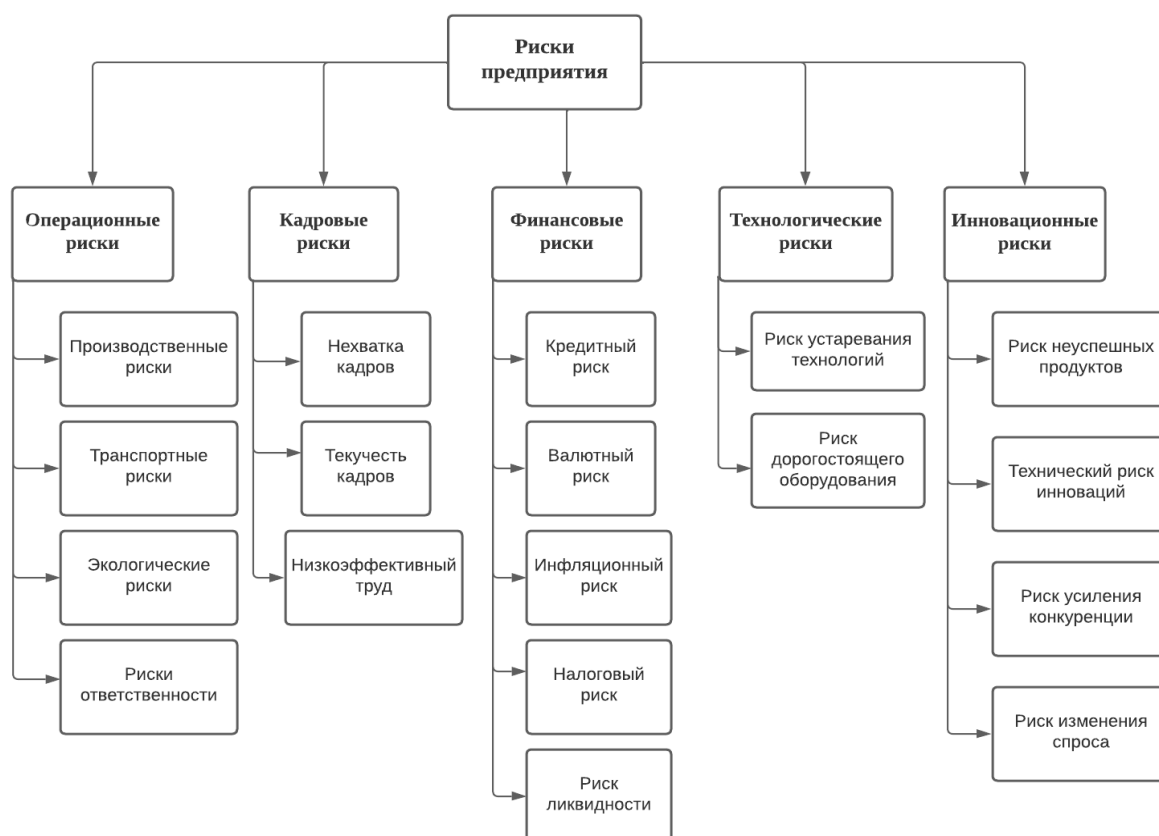 Риски
предприятия
Операционные
риски
Производственные
риски
Транспортные
риски
Экологические
риски
Риски
ответственности
Кадровые
риски
Нехватка
кадров
Текучесть
кадров
Низкоэффективный
труд
Финансовые
риски
Кредитный
риск
Валютный
риск
Инфляционный
риск
Налоговый
риск
Риск
ликвидности
Технологические
риски
Риск устаревания
технологий
Риск
дорогостоящего
оборудования
Инновационные
риски
Риск неуспешных
продуктов
Технический риск
инноваций
Риск усиления
конкуренции
Риск изменения
спроса